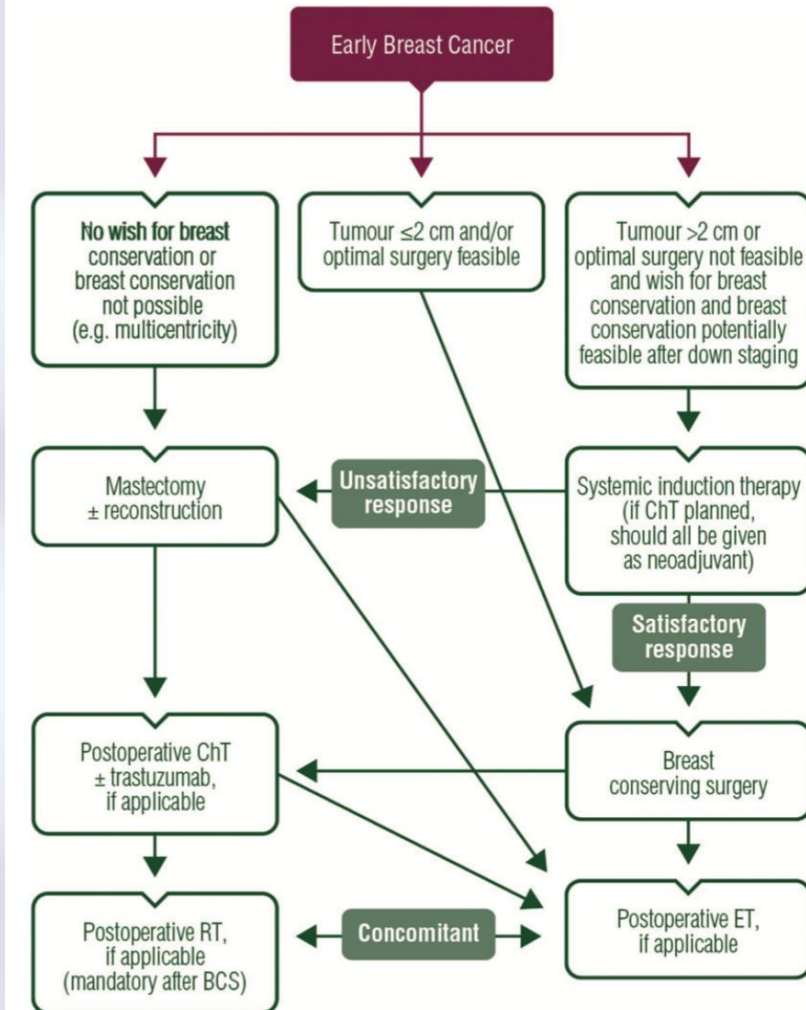 Early Breast Cancer
No wish for breast
conservation or
breast conservation
not possible
(e.g. multicentricity)
Tumour ≤2 cm and/or
optimal surgery feasible
Tumour >2 cm or
optimal surgery not feasible
and wish for breast
conservation and breast
conservation potentially
feasible after down staging
Mastectomy
± reconstruction
Unsatisfactory
response
Systemic induction therapy
(if ChT planned,
should all be given
as neoadjuvant)
Satisfactory
response
Postoperative ChT
± trastuzumab,
if applicable
Breast
conserving surgery
Postoperative RT,
if applicable
(mandatory after BCS)
Concomitant
Postoperative ET,
if applicable